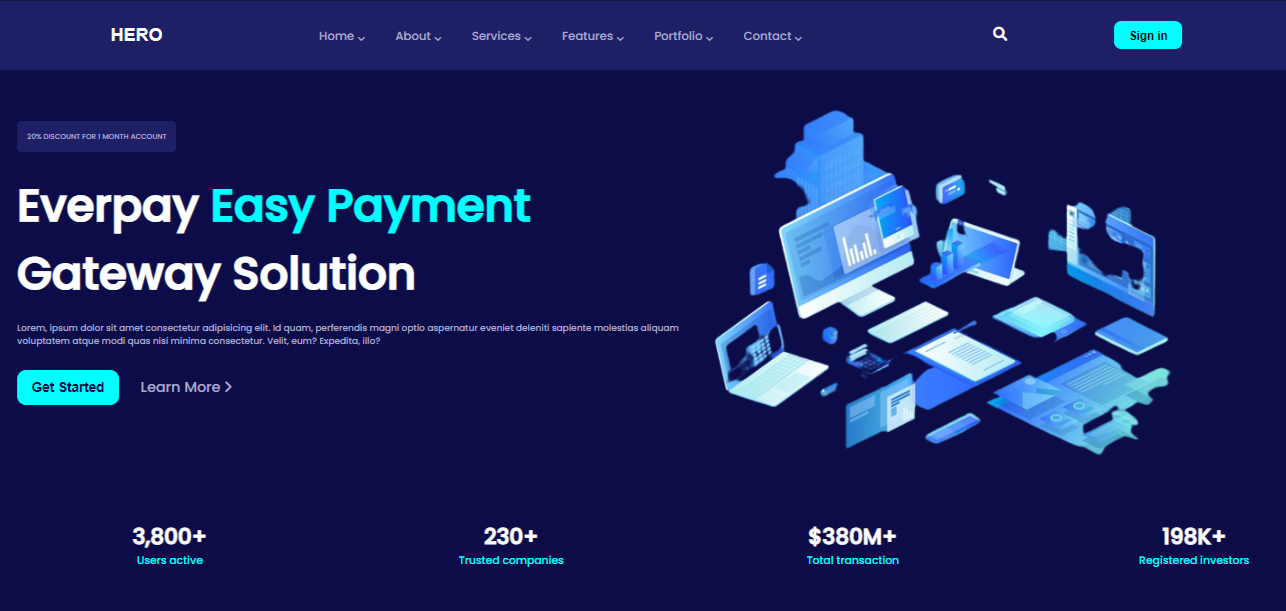 HERO
Home
About
Services
Features
Portfolio
Contact
Sign in
20% DISCOUNT FOR 1 MONTH ACCOUNT
Everpay Easy Payment
Gateway Solution
Lorem, ipsum dolor sit amet consectetur adipisicing elit. Id quam, perferendis magni optio aspernatur eveniet deleniti sapiente molestias aliquam
voluptatem atque modi quas nisi minima consectetur. Velit, eum? Expedita, illo?
Get Started
Learn More
3,800+
Users active
230+
Trusted companies
$380M+
Total transaction
198K+
Registered investors